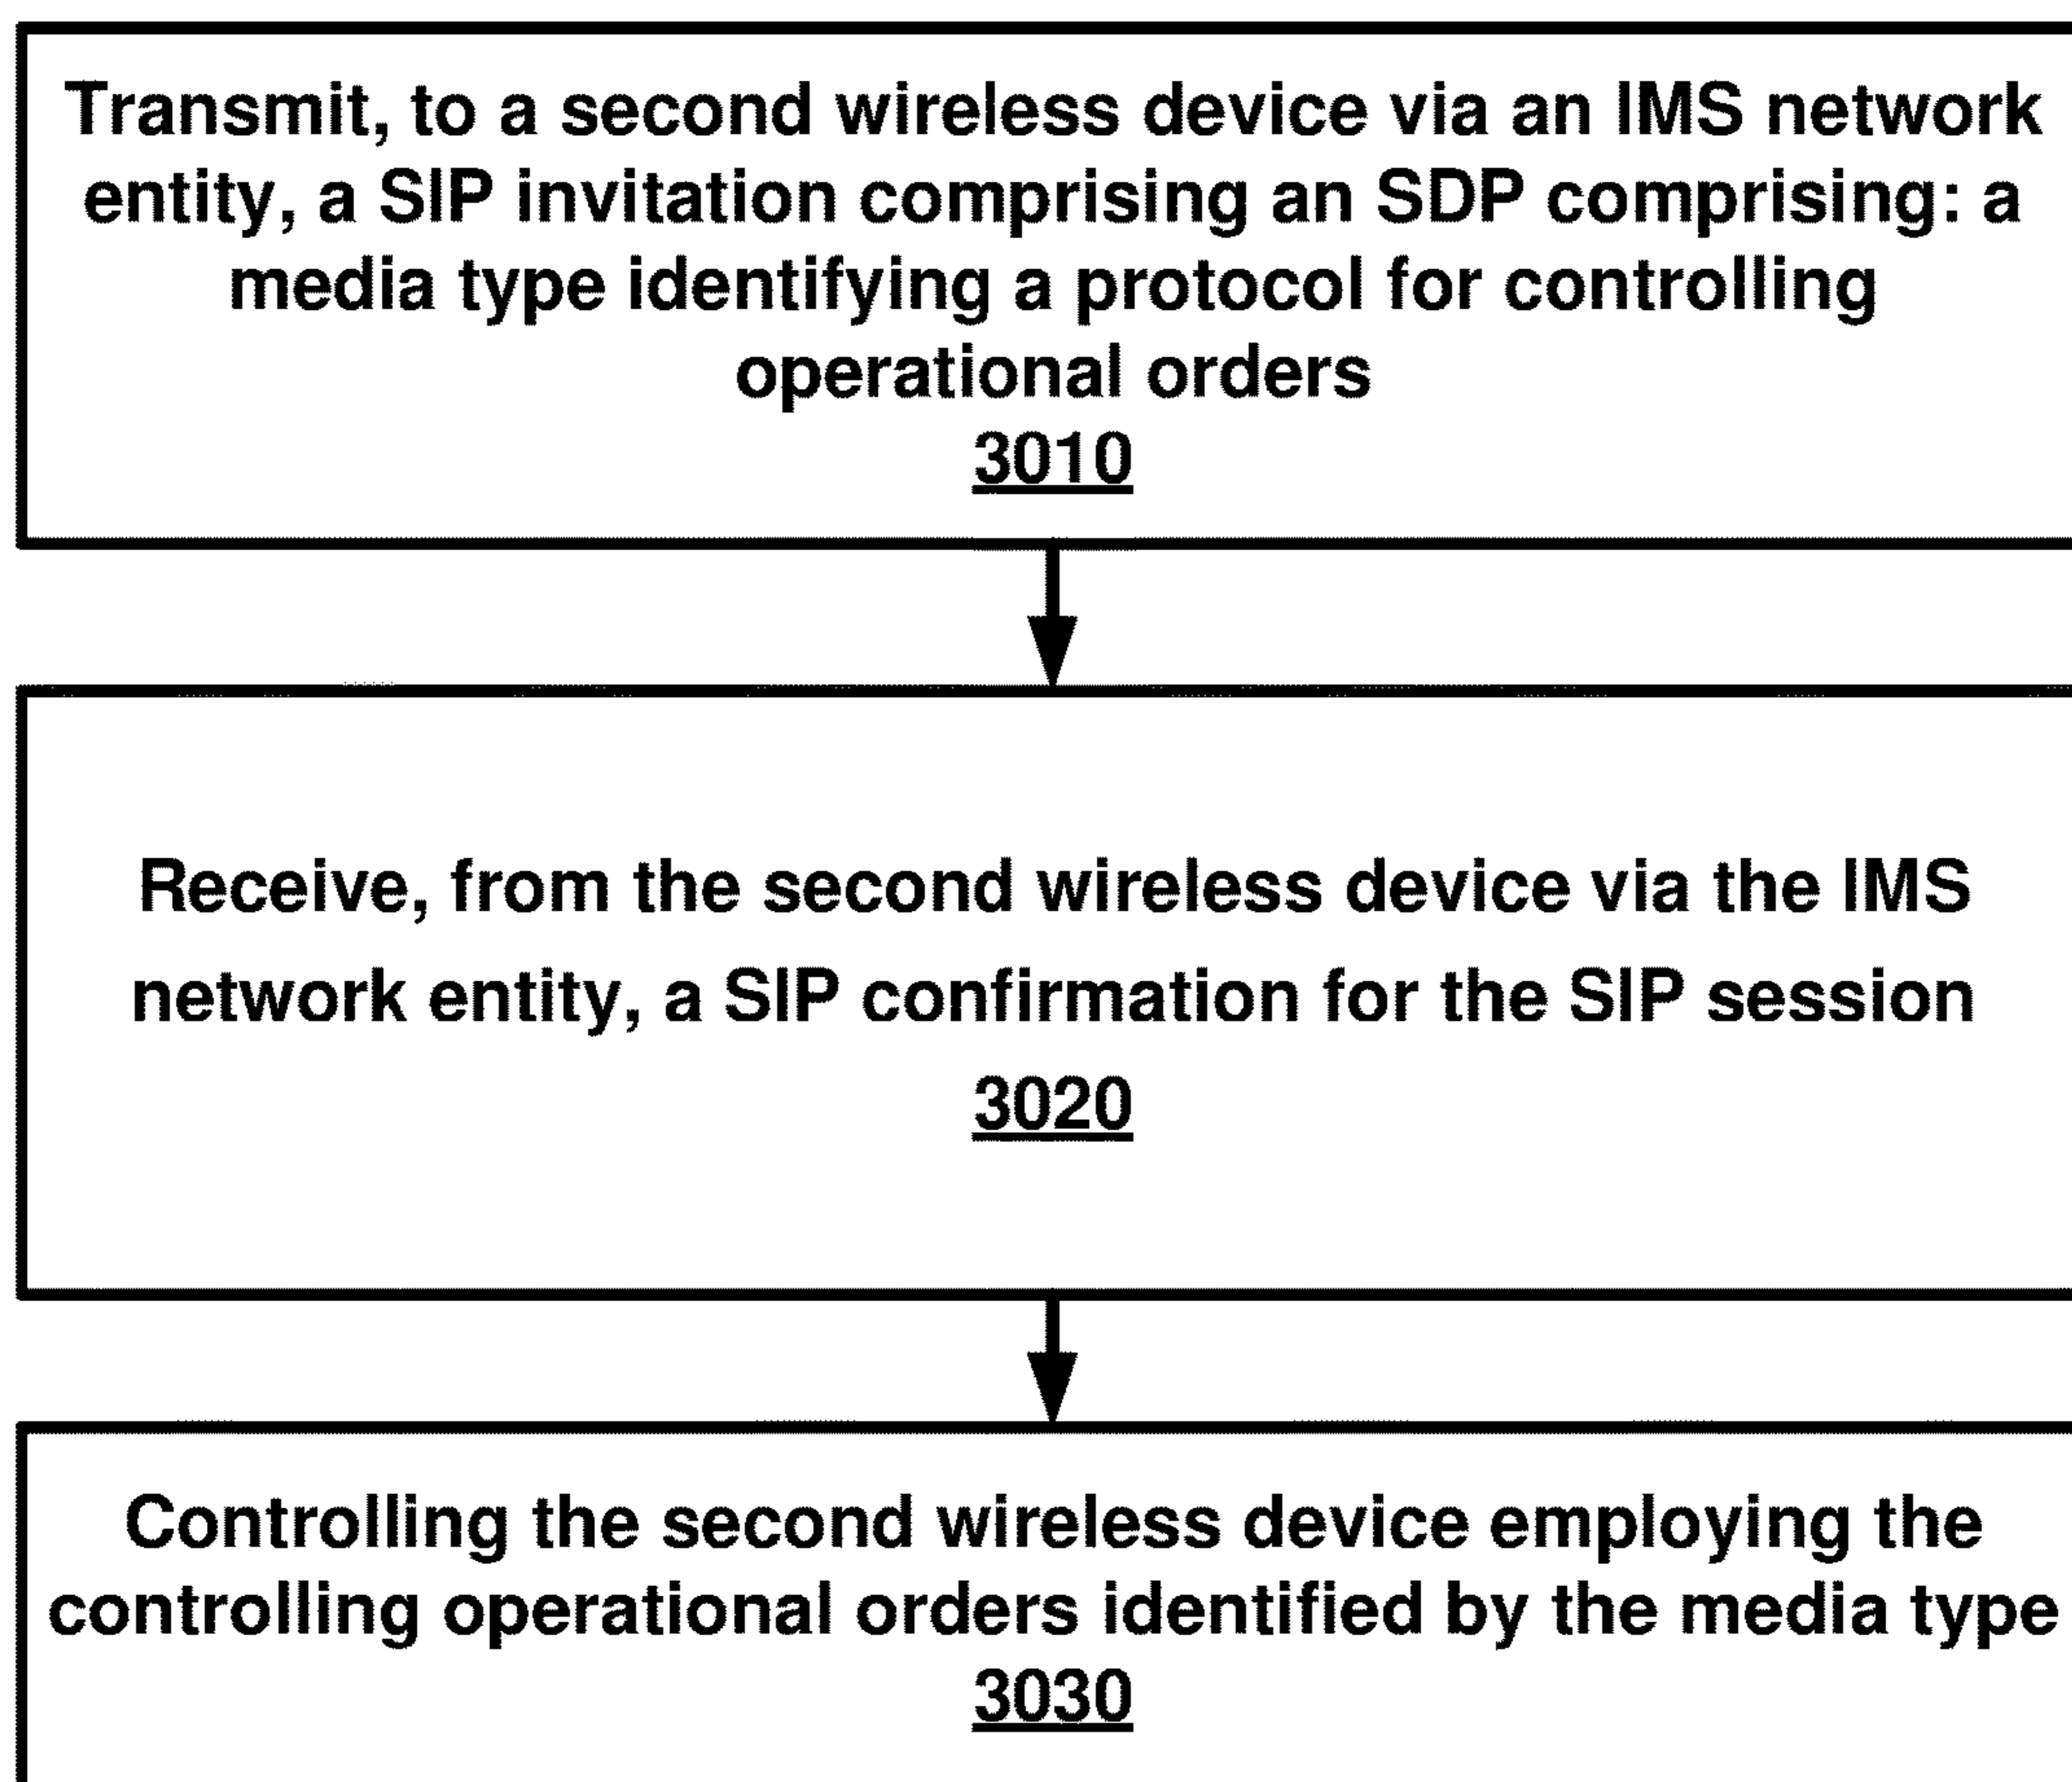 Transmit, to a second wireless device via an IMS network
entity, a SIP invitation comprising an SDP comprising: a
media type identifying a protocol for controlling
operational orders
3010
Receive, from the second wireless device via the IMS
network entity, a SIP confirmation for the SIP session
3020
Controlling the second wireless device employing the
controlling operational orders identified by the media type
3030